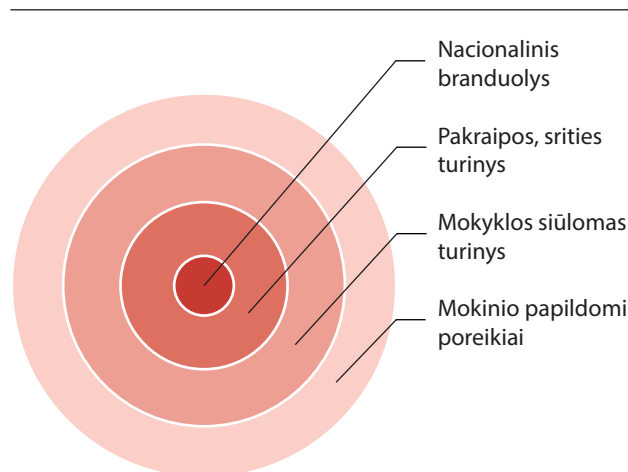 Nacionalinis
branduolys
Pakraipos, srities
turinys
Mokyklos siūlomas
turinys
Mokinio papildomi
poreikiai